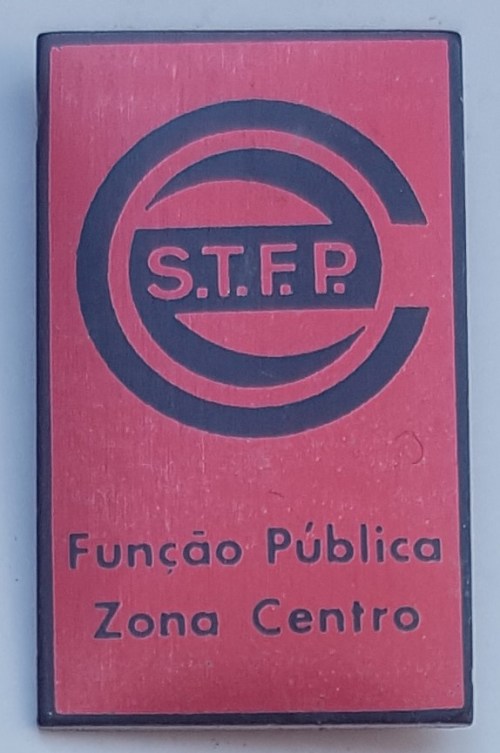 S.T.F.P.
Função Pública
Zona Centro